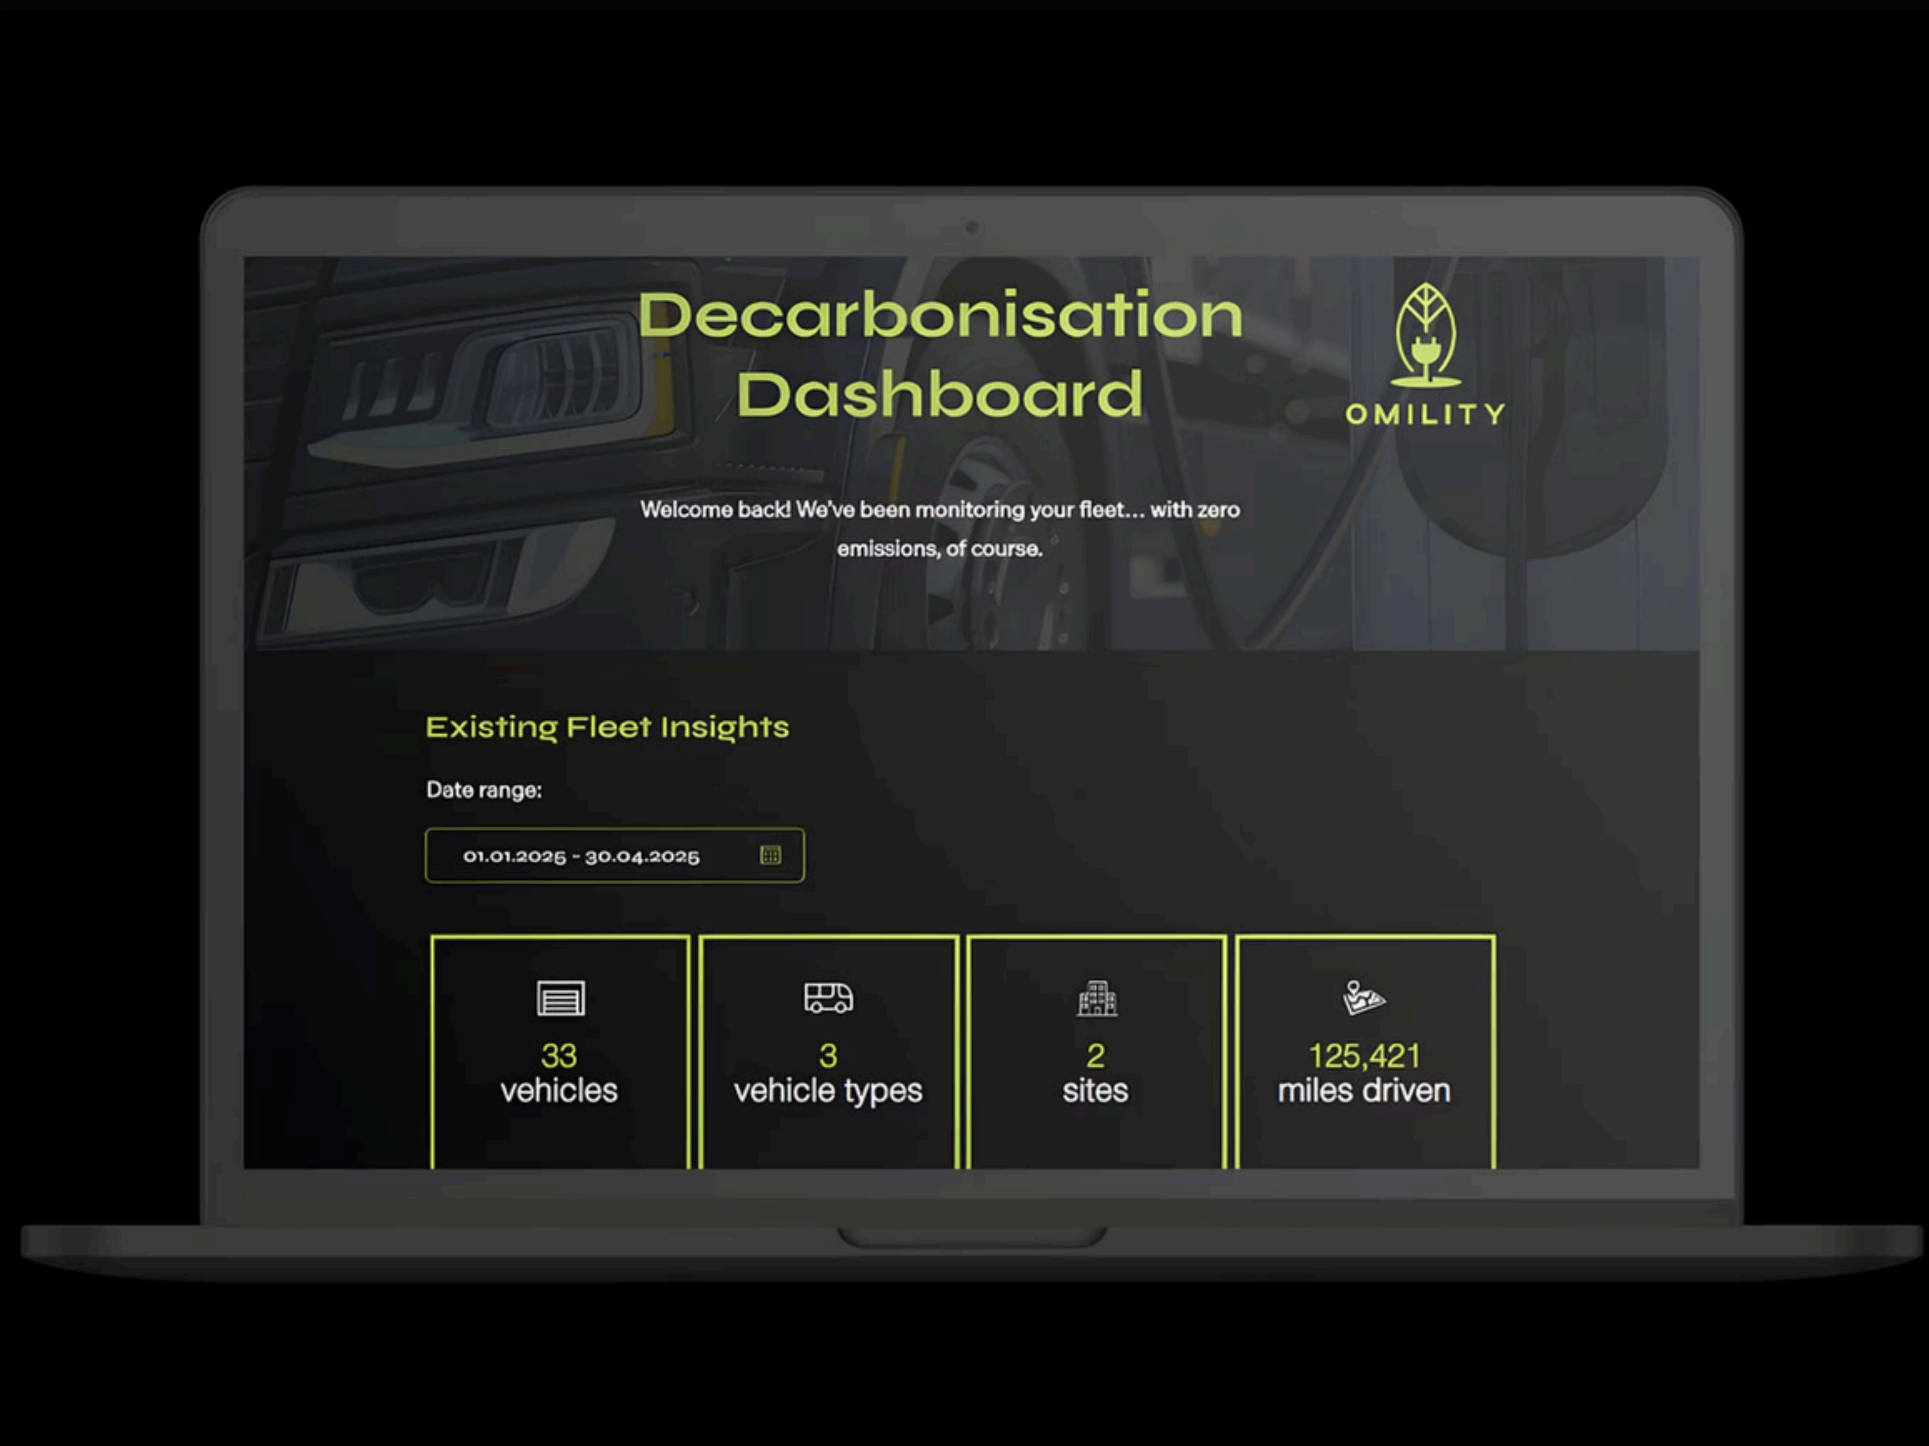 Decarbonisation
Dashboard
OMILITY
Welcome back! We've been monitoring your fleet... with zero
emissions, of course.
Existing Fleet Insights
Date range:
01.01.2025 - 30.04.2025
33
vehicles
3
vehicle types
2
sites
125,421
miles driven